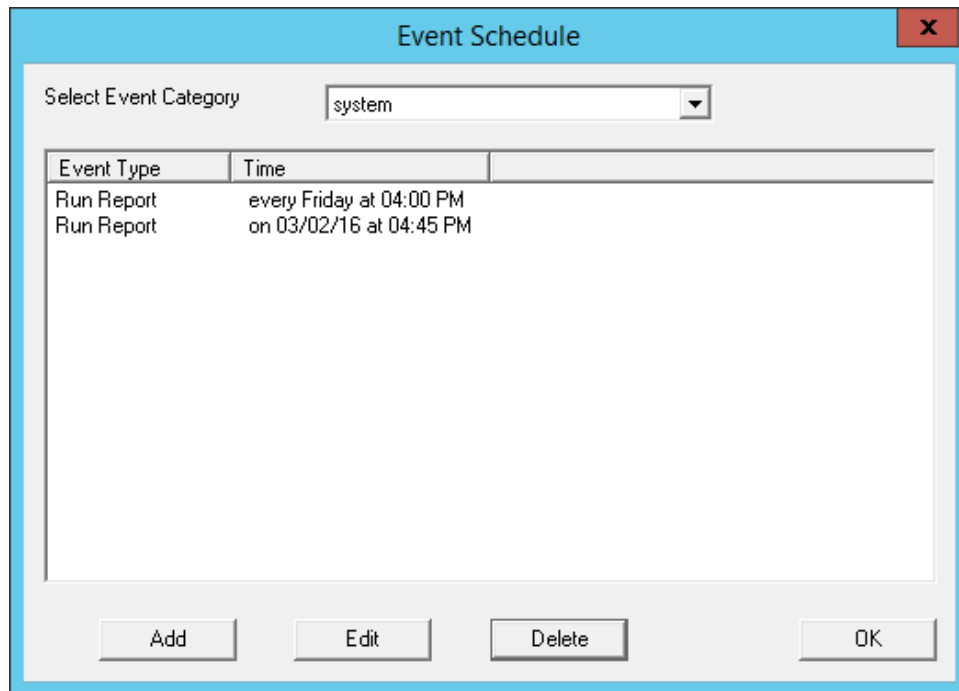 Event Schedule
x
Select Event Category
system
Event Type Time
Run Report every Friday at 04:00 PM
Run Report on 03/02/16 at 04:45 PM
Add Edit Delete OK